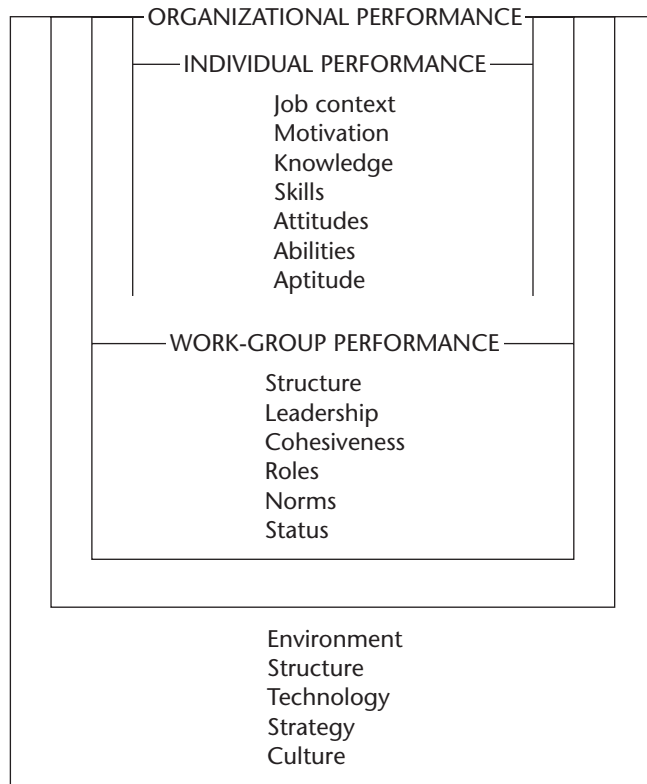 ORGANIZATIONAL PERFORMANCE
INDIVIDUAL PERFORMANCE
Job context
Motivation
Knowledge
Skills
Attitudes
Abilities
Aptitude
WORK-GROUP PERFORMANCE
Structure
Leadership
Cohesiveness
Roles
Norms
Status
Environment
Structure
Technology
Strategy
Culture